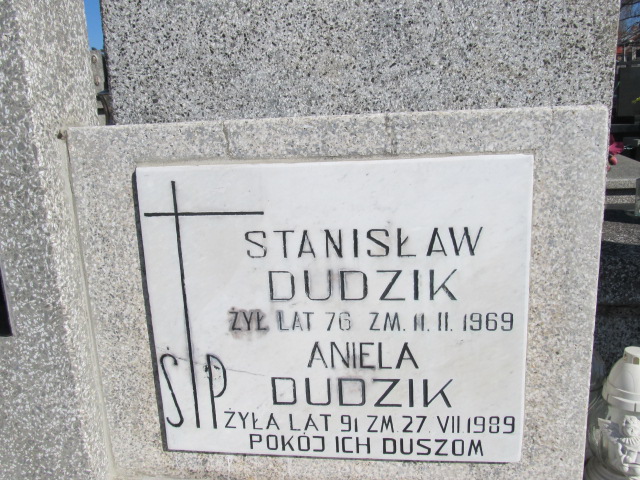 STANISŁAW
DUDZIK
ŻYŁ LAT 76 ZM. 11. II. 1969
ANIELA
DUDZIK
ŚP
ŻYŁA LAT 91 ZM. 27 VII 1989
POKÓJ ICH DUSZOM